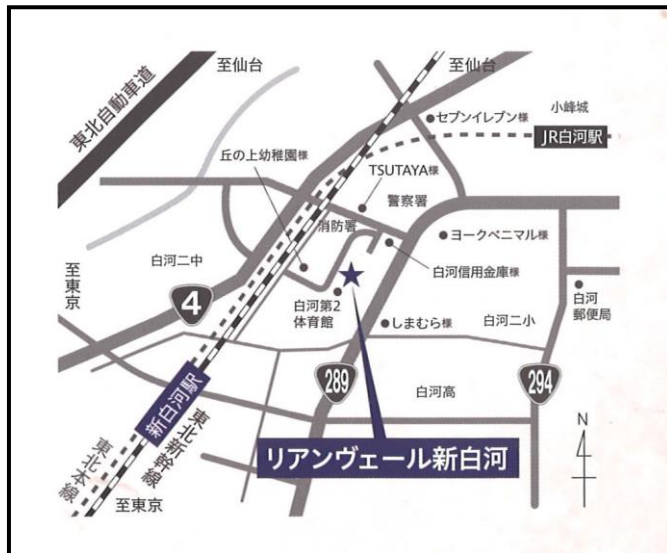 至仙台
至仙台
東北自動車道
小峰城
セブンイレブン様
JR白河駅
丘の上幼稚園様
TSUTAYA様
警察署
消防署
ヨークベニマル様
白河二中
白河信用金庫様
至東京
4
白河第2
体育館
白河
郵便局
しまむら様
白河二小
289
294
白河高
新白河駅
N
東北新幹線
リアンヴェール新白河
東北本線
至東京